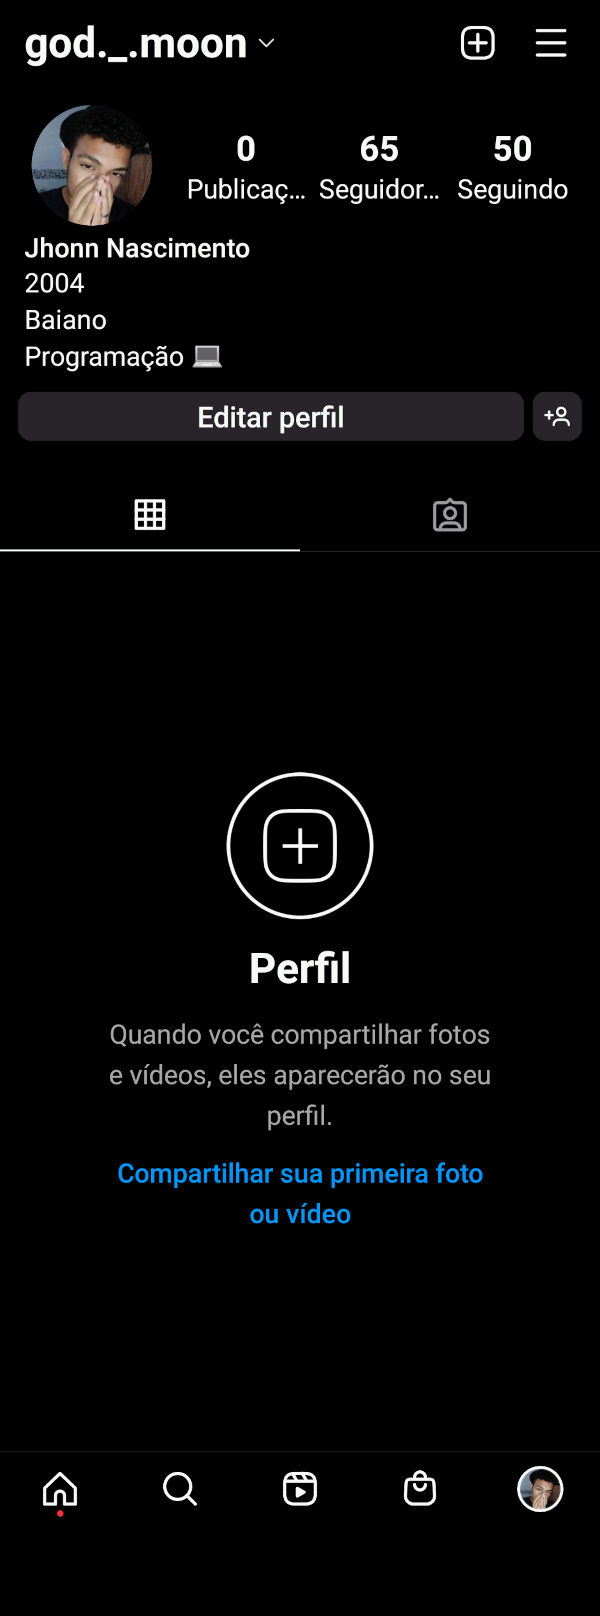 god._.moon
0 65 50
Publicaç... Seguidor... Seguindo
Jhonn Nascimento
2004
Baiano
Programação 💻
Editar perfil
Perfil
Quando você compartilhar fotos
e vídeos, eles aparecerão no seu
perfil.
Compartilhar sua primeira foto
ou vídeo